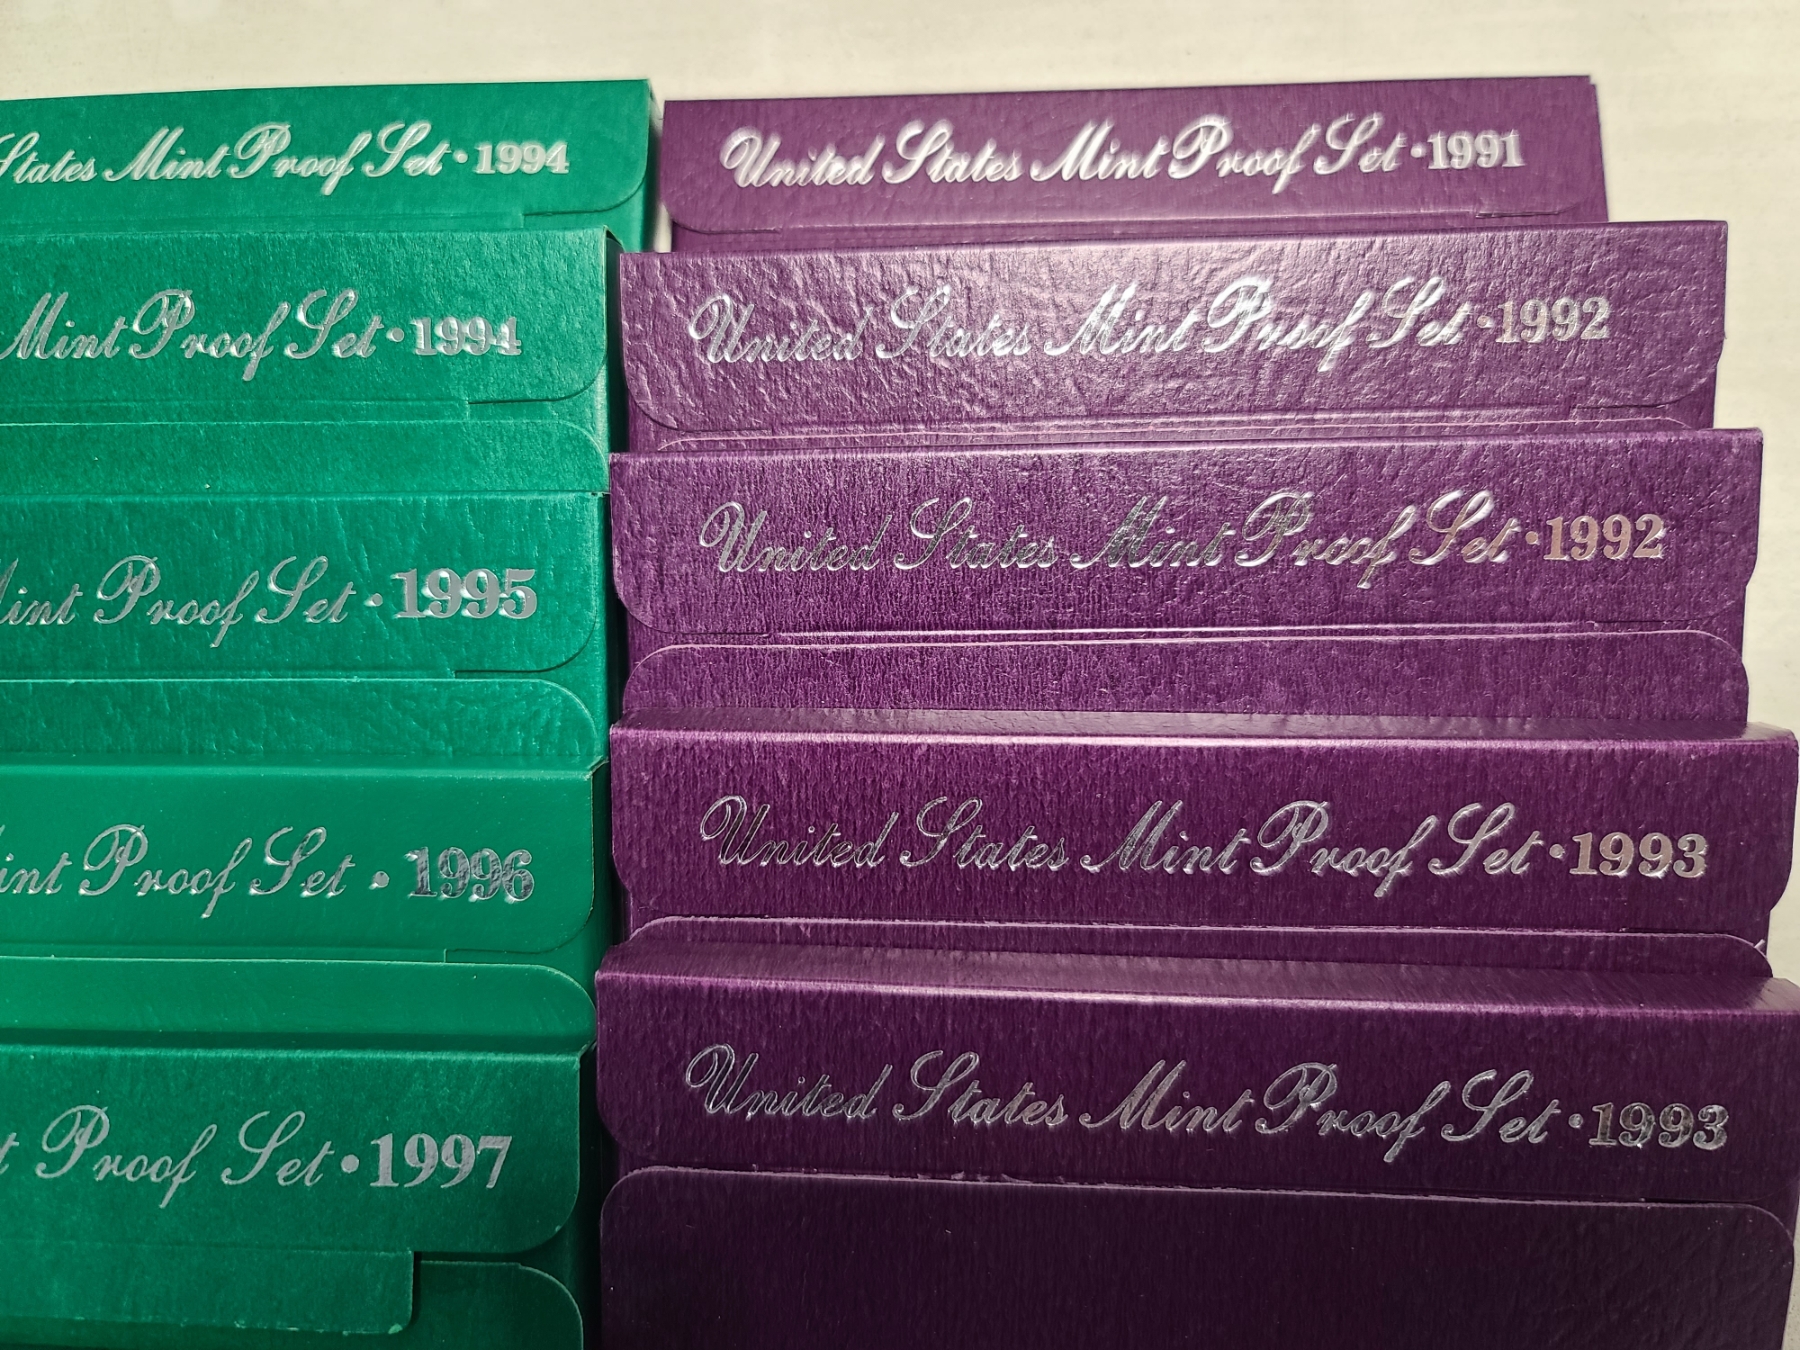 States Mint Proof Set • 1994
Mint Proof Set • 1994
Mint Proof Set • 1995
Proof Set • 1996
Proof Set • 1997
United States Mint Proof Set • 1991
United States Mint Proof Set • 1992
United States Mint Proof Set • 1992
United States Mint Proof Set • 1993
United States Mint Proof Set • 1993